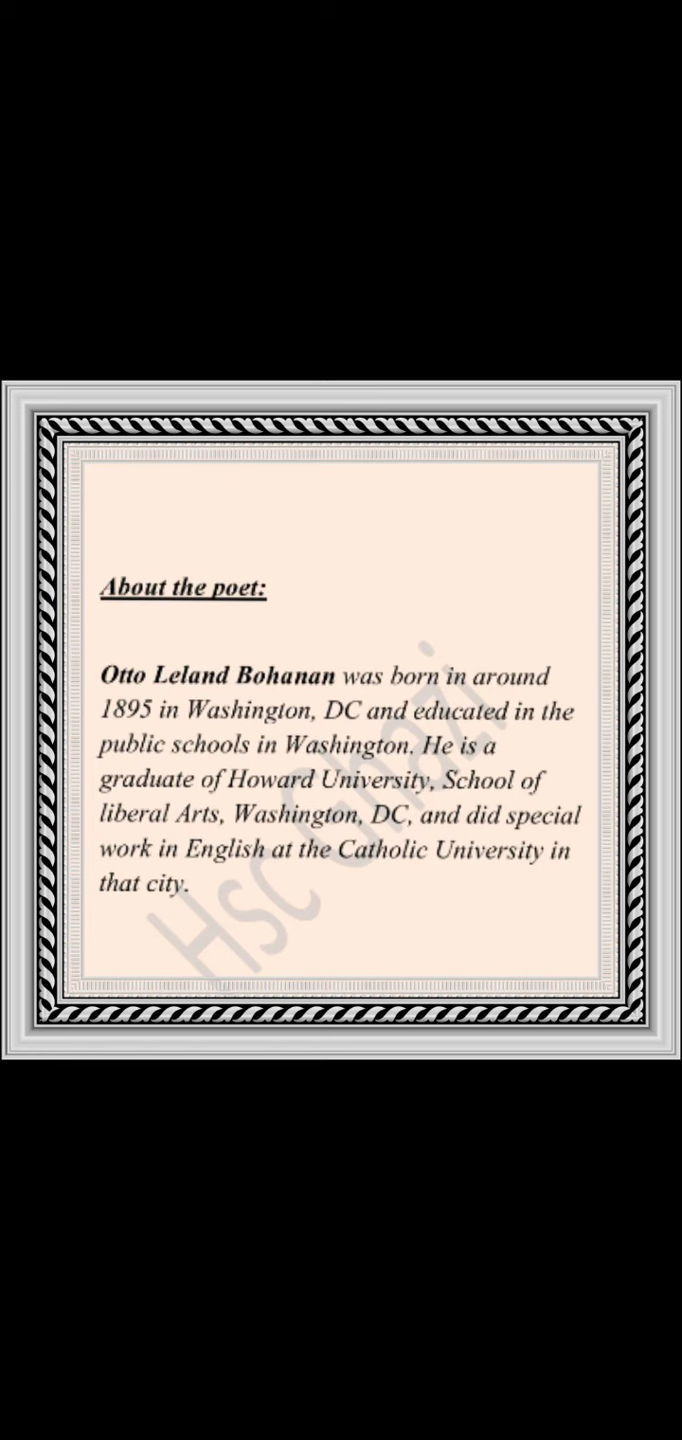 About the poet:
Otto Leland Bohanan was born in around
1895 in Washington, DC and educated in the
public schools in Washington. He is a
graduate of Howard University, School of
liberal Arts, Washington, DC, and did special
work in English at the Catholic University in
that city.
Hsc Ghazi